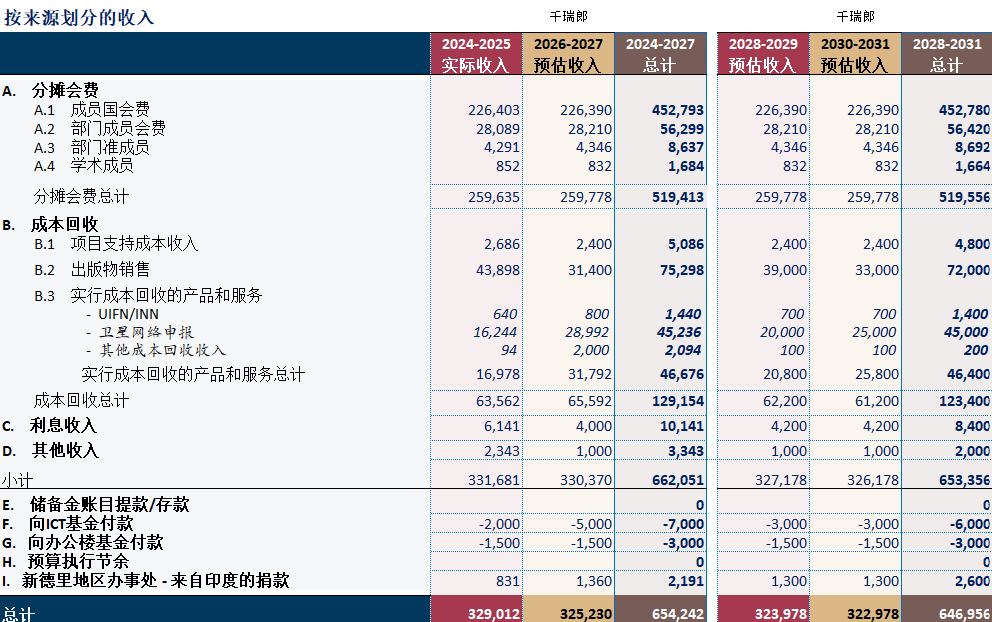 按来源划分的收入 千瑞郎 千瑞郎
2024-2025 2026-2027 2024-2027 2028-2029 2030-2031 2028-2031
实际收入 预估收入 总计 预估收入 预估收入 总计
A. 分摊会费
A.1 成员国会费 226,403 226,390 452,793 226,390 226,390 452,780
A.2 部门成员会费 28,089 28,210 56,299 28,210 28,210 56,420
A.3 部门准成员 4,291 4,346 8,637 4,346 4,346 8,692
A.4 学术成员 852 832 1,684 832 832 1,664
分摊会费总计 259,635 259,778 519,413 259,778 259,778 519,556
B. 成本回收
B.1 项目支持成本收入 2,686 2,400 5,086 2,400 2,400 4,800
B.2 出版物销售 43,898 31,400 75,298 39,000 33,000 72,000
B.3 实行成本回收的产品和服务
- UIFN/INN 640 800 1,440 700 700 1,400
- 卫星网络申报 16,244 28,992 45,236 20,000 25,000 45,000
- 其他成本回收收入 94 2,000 2,094 100 100 200
实行成本回收的产品和服务总计 16,978 31,792 46,676 20,800 25,800 46,400
成本回收总计 63,562 65,592 129,154 62,200 61,200 123,400
C. 利息收入 6,141 4,000 10,141 4,200 4,200 8,400
D. 其他收入 2,343 1,000 3,343 1,000 1,000 2,000
小计 331,681 330,370 662,051 327,178 326,178 653,356
E. 储备金账目提款/存款 0 0
F. 向ICT基金付款 -2,000 -5,000 -7,000 -3,000 -3,000 -6,000
G. 向办公楼基金付款 -1,500 -1,500 -3,000 -1,500 -1,500 -3,000
H. 预算执行节余 0 0
I. 新德里地区办事处 - 来自印度的捐款 831 1,360 2,191 1,300 1,300 2,600
总计 329,012 325,230 654,242 323,978 322,978 646,956